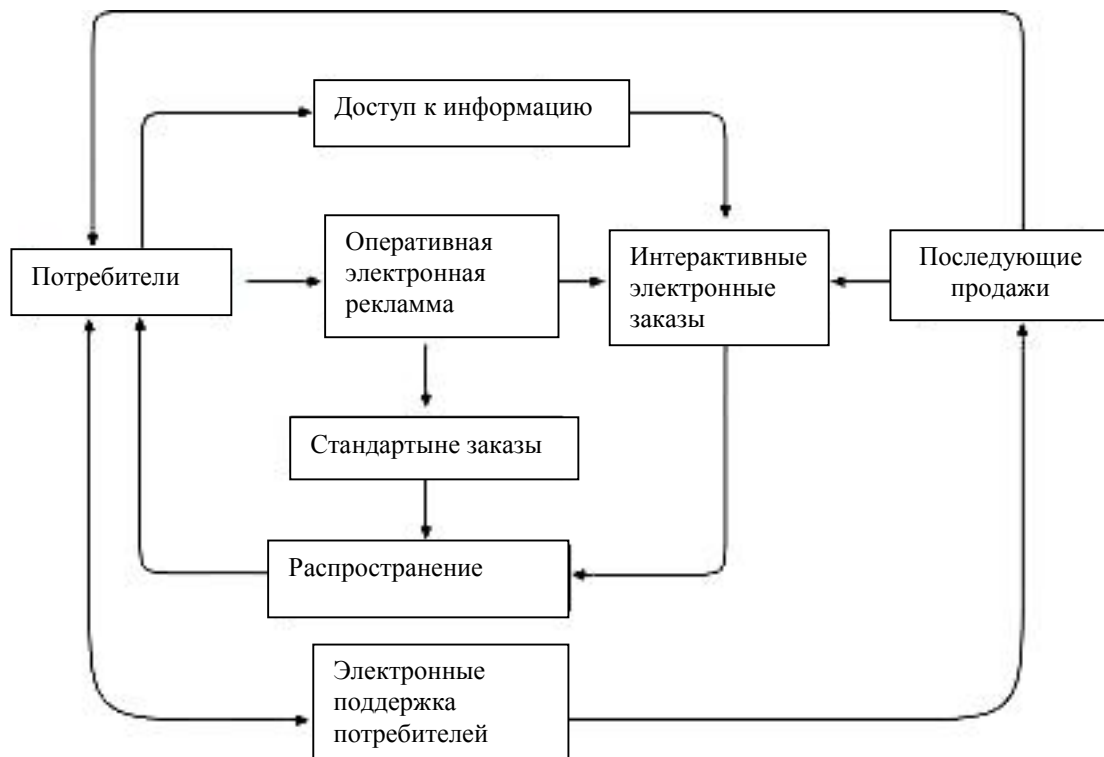 Доступ к информацию
Оперативная
электронная
рекламма
Интерактивные
электронные
заказы
Последующие
продажи
Потребители
Стандартыне заказы
Распространение
Электронные
поддержка
потребителей